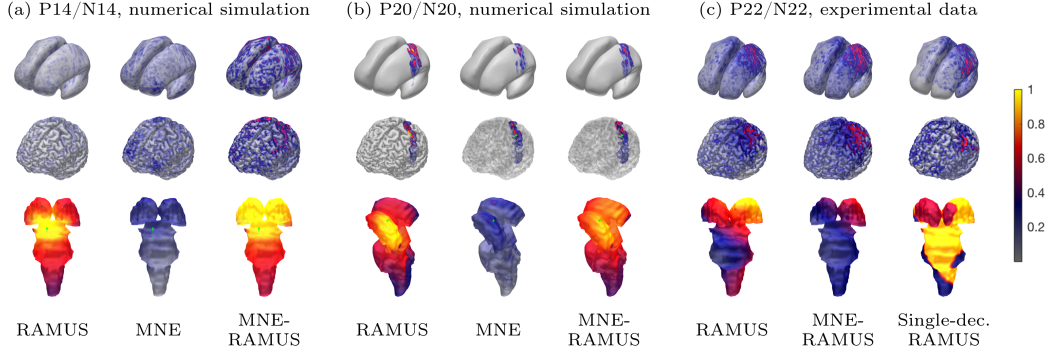 (a) P14/N14, numerical simulation
(b) P20/N20, numerical simulation
(c) P22/N22, experimental data
1
0.8
0.6
0.4
0.2
RAMUS
MNE
MNE-
RAMUS
RAMUS
MNE
MNE-
RAMUS
RAMUS
MNE-
RAMUS
Single-dec.
RAMUS